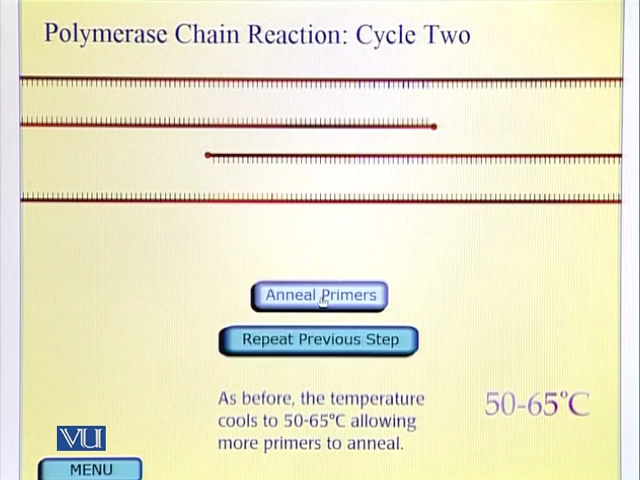 Polymerase Chain Reaction: Cycle Two
Anneal Primers
Repeat Previous Step
As before, the temperature
cools to 50-65°C allowing
more primers to anneal.
50-65°C
VU
MENU